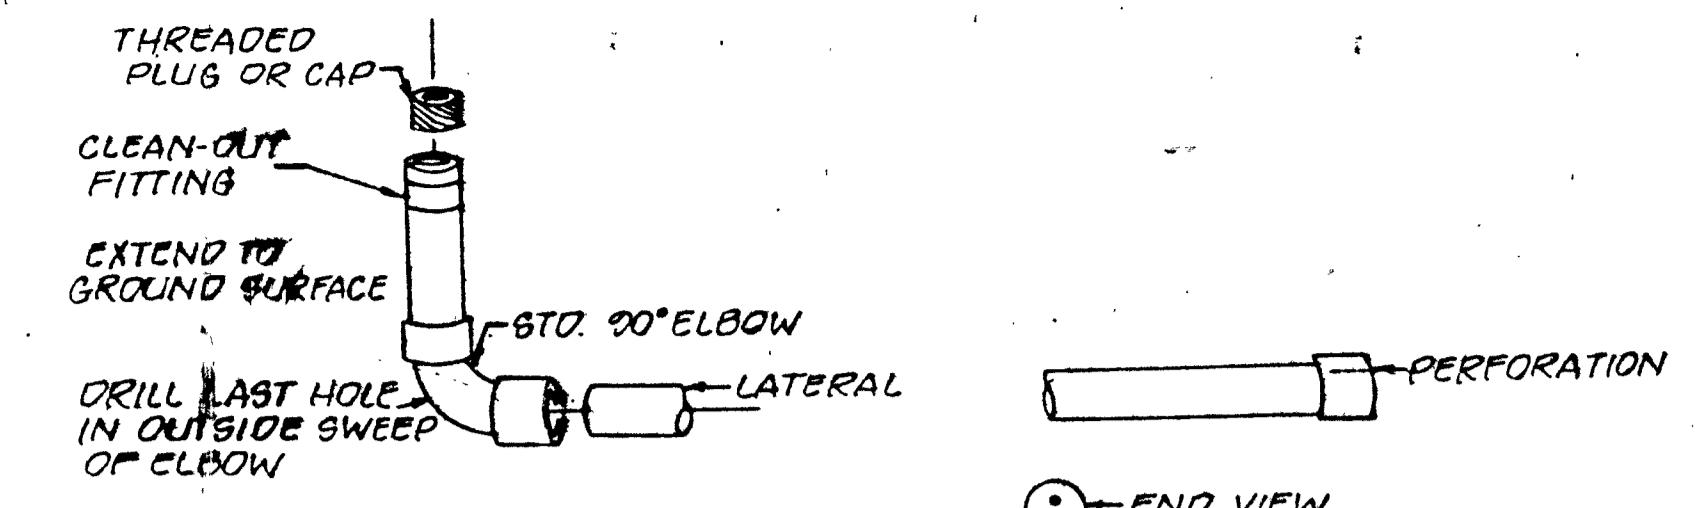 THREADED
PLUG OR CAP
CLEAN-OUT
FITTING
EXTEND TO
GROUND SURFACE
STD. 90° ELBOW
DRILL LAST HOLE
IN OUTSIDE SWEEP
OF ELBOW
LATERAL
PERFORATION
END VIEW